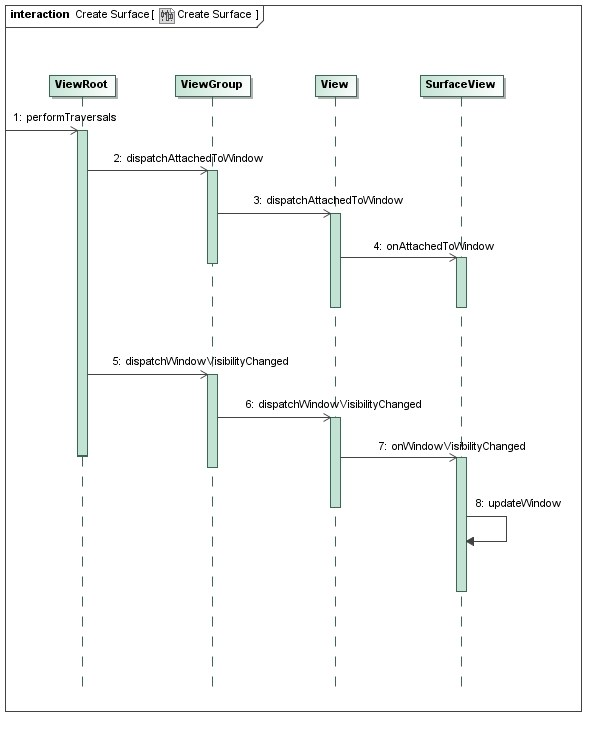 interaction Create Surface[ Create Surface ]
ViewRoot ViewGroup View SurfaceView
1: performTraversals
2: dispatchAttachedToWindow
3: dispatchAttachedToWindow
4: onAttachedToWindow
5: dispatchWindowVisibilityChanged
6: dispatchWindowVisibilityChanged
7: onWindowVisibilityChanged
8: updateWindow